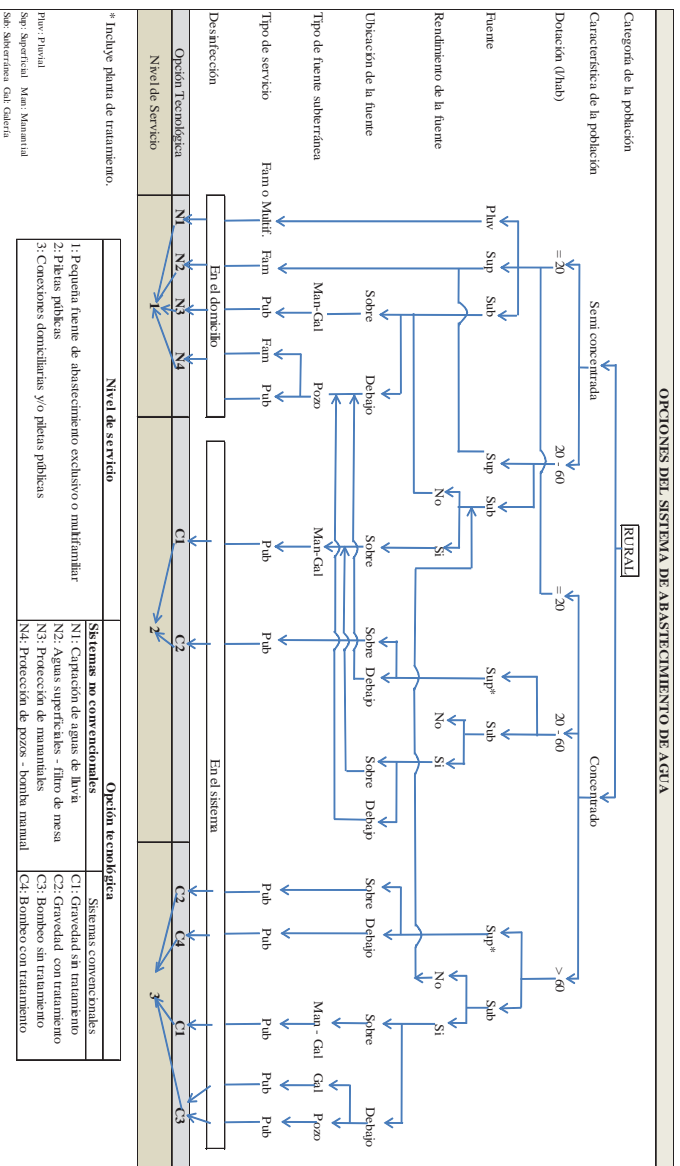 OPCIONES DEL SISTEMA DE ABASTECIMIENTO DE AGUA
Categoría de la población RURAL
Característica de la población Semi concentrada Concentrado
Dotación (l/hab) = 20 20 - 60 = 20 20 - 60 > 60
Fuente Pluv Sup Sub Sup Sub Sup* Sub Sup* Sub
Rendimiento de la fuente No Si No Si No Si
Ubicación de la fuente Sobre Debajo Sobre Sobre Debajo Sobre Debajo Sobre Debajo Sobre Debajo
Tipo de fuente subterránea Man-Gal Pozo Man-Gal Man - Gal Gal Pozo
Tipo de servicio Fam o Multif. Fam Pub Fam Pub Pub Pub Pub Pub Pub Pub Pub
Desinfección En el domicilio En el sistema
Opción Tecnológica N1 N2 N3 N4 C1 C2 C2 C4 C1 C3
Nivel de Servicio 1 2 3
* Incluye planta de tratamiento.
Pluv: Pluvial
Sup: Superficial Man: Manantial
Sub: Subterránea Gal: Galería
Nivel de servicio
1: Pequeña fuente de abastecimiento exclusivo o multifamiliar
2: Piletas públicas
3: Conexiones domiciliarias y/o piletas públicas
Opción tecnológica
Sistemas no convencionales
N1: Captación de aguas de lluvia
N2: Aguas superficiales - filtro de mesa
N3: Protección de manantiales
N4: Protección de pozos - bomba manual
Sistemas convencionales
C1: Gravedad sin tratamiento
C2: Gravedad con tratamiento
C3: Bombeo sin tratamiento
C4: Bombeo con tratamiento